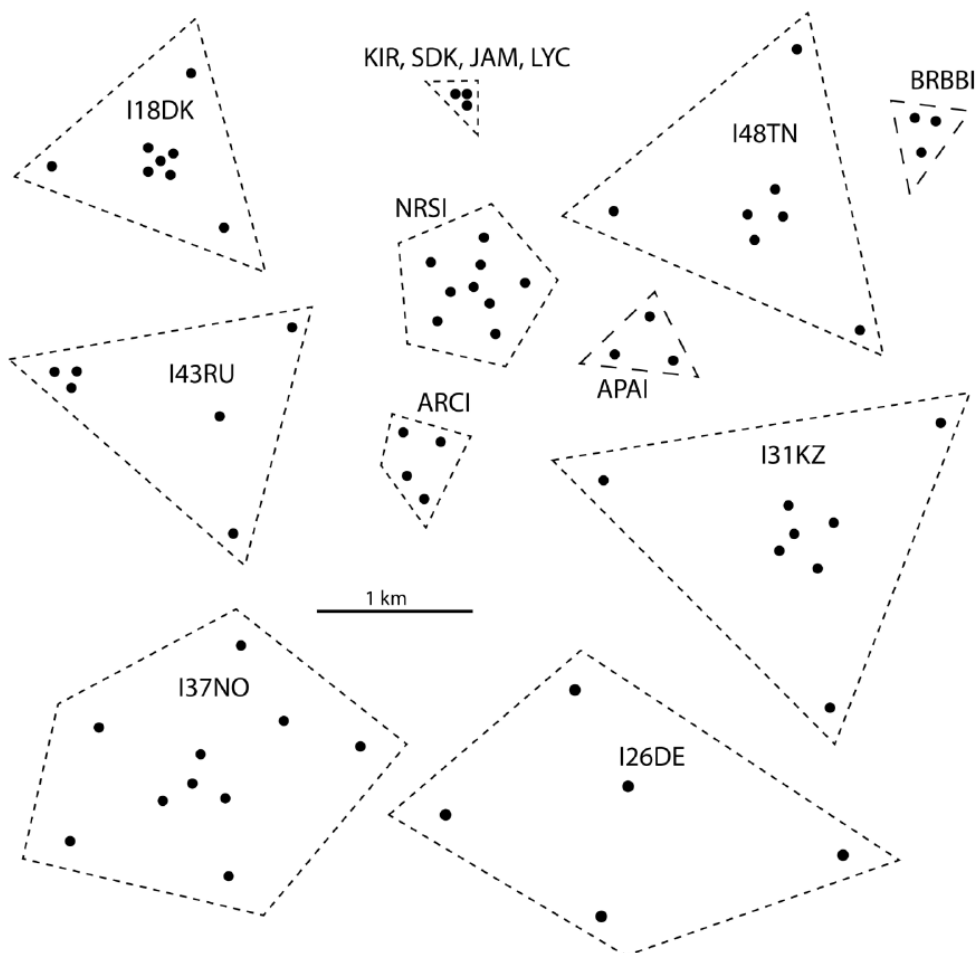 KIR, SDK, JAM, LYC
BRBBI
I18DK
I48TN
NRSI
I43RU
APAI
ARCI
I31KZ
1 km
I37NO
I26DE